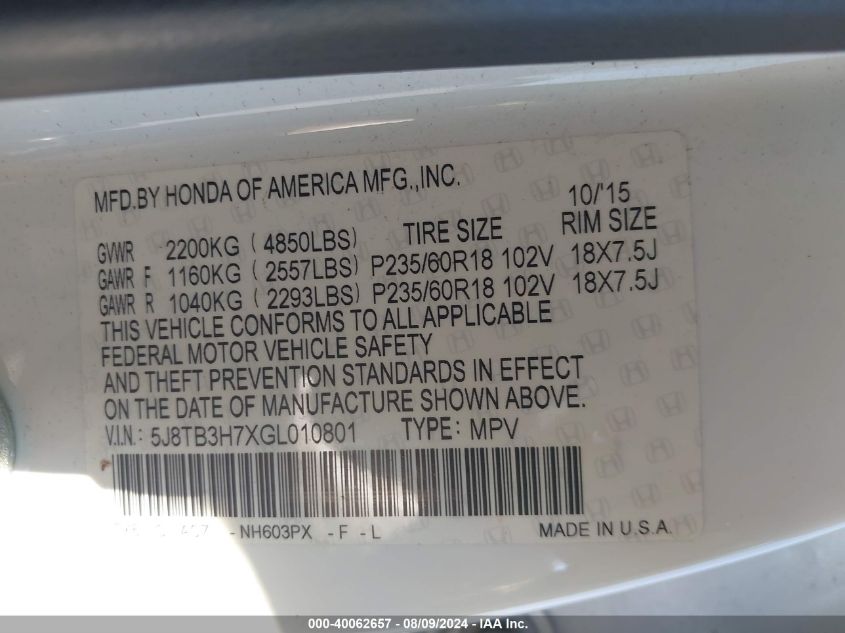 MFD.BY HONDA OF AMERICA MFG.,INC. 10/'15
TIRE SIZE RIM SIZE
GVWR 2200KG ( 4850LBS)
GAWR F 1160KG ( 2557LBS) P235/60R18 102V 18X7.5J
GAWR R 1040KG ( 2293LBS) P235/60R18 102V 18X7.5J
THIS VEHICLE CONFORMS TO ALL APPLICABLE
FEDERAL MOTOR VEHICLE SAFETY
AND THEFT PREVENTION STANDARDS IN EFFECT
ON THE DATE OF MANUFACTURE SHOWN ABOVE.
V.I.N.: 5J8TB3H7XGL010801 TYPE: MPV
-NH603PX -F -L MADE IN U.S.A.
000-40062657 - 08/09/2024 - IAA Inc.